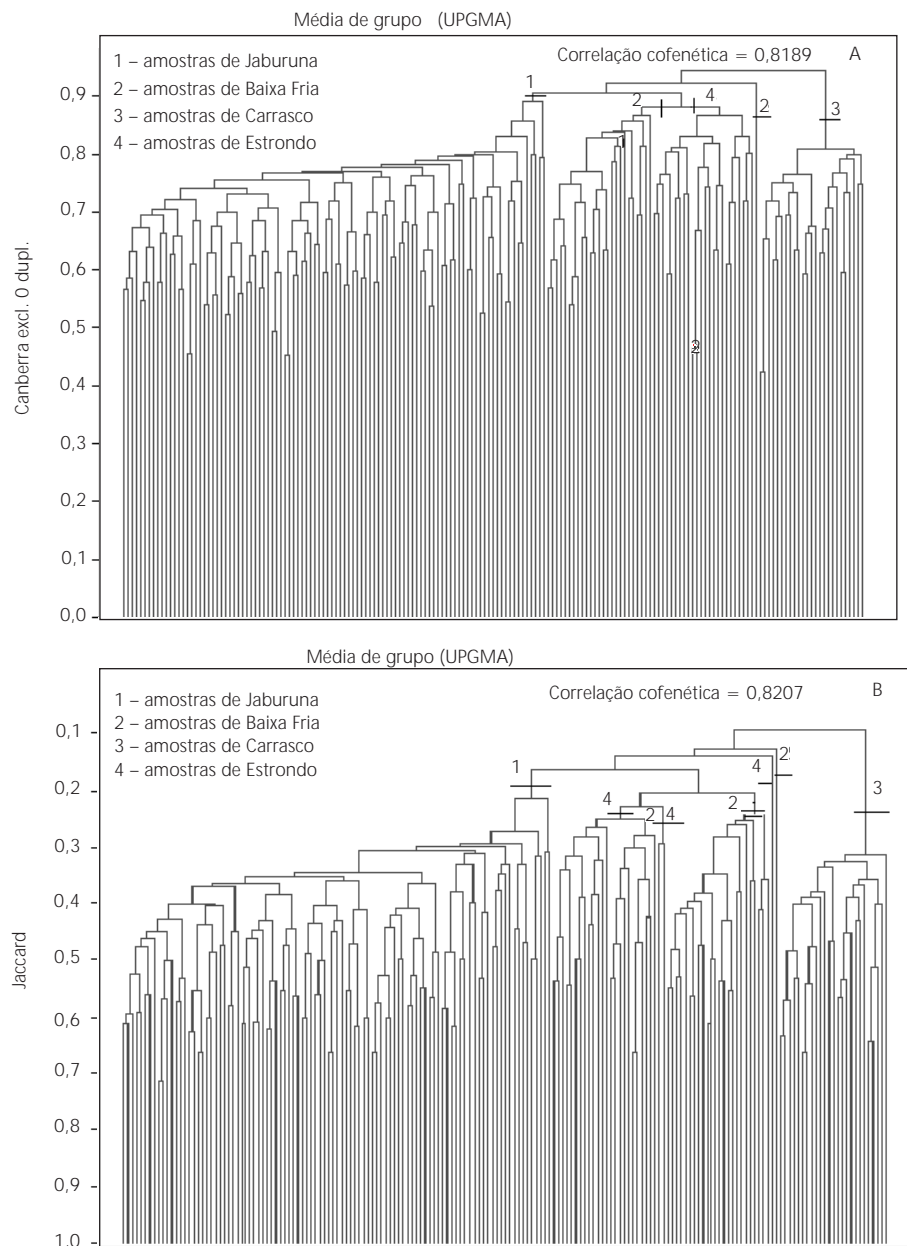 Média de grupo (UPGMA)
Correlação cofenética = 0,8189
A
1 – amostras de Jaburuna
2 – amostras de Baixa Fria
3 – amostras de Carrasco
4 – amostras de Estrondo
Canberra excl. 0 dupl.
0,9
0,8
0,7
0,6
0,5
0,4
0,3
0,2
0,1
0,0
1
2
4
2
3
1
Média de grupo (UPGMA)
Correlação cofenética = 0,8207
B
1 – amostras de Jaburuna
2 – amostras de Baixa Fria
3 – amostras de Carrasco
4 – amostras de Estrondo
Jaccard
0,1
0,2
0,3
0,4
0,5
0,6
0,7
0,8
0,9
1,0
1
4
2
4
2
4
2
3